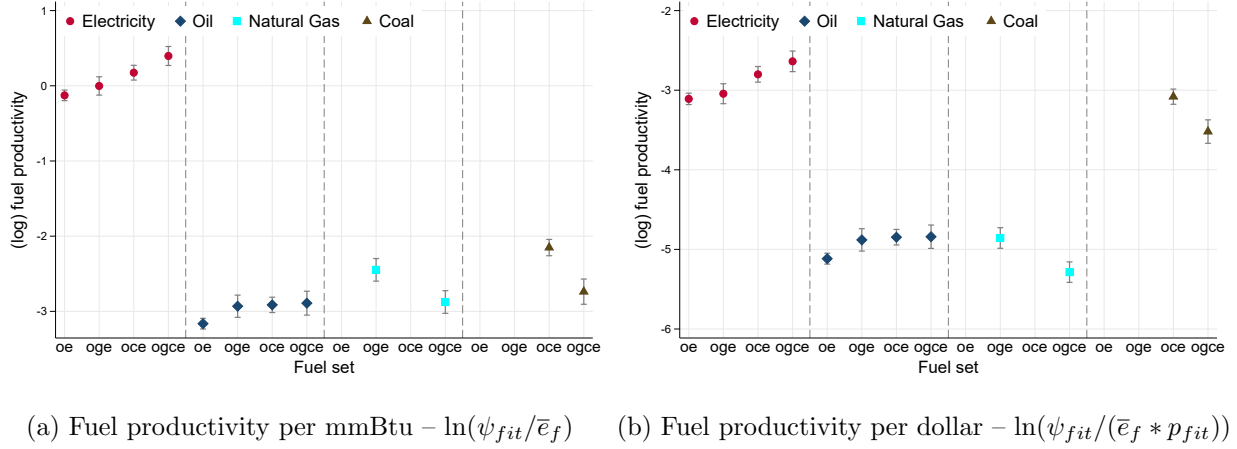 Electricity Oil Natural Gas Coal
1
0
-1
-2
-3
(log) fuel productivity
oe oge oce ogce oe oge oce ogce oe oge oce ogce oe oge oce ogce
Fuel set
(a) Fuel productivity per mmBtu – ln(ψ_{fit}/e̅_f)
Electricity Oil Natural Gas Coal
-2
-3
-4
-5
-6
(log) fuel productivity
oe oge oce ogce oe oge oce ogce oe oge oce ogce oe oge oce ogce
Fuel set
(b) Fuel productivity per dollar – ln(ψ_{fit}/(e̅_f ∗ p_{fit}))